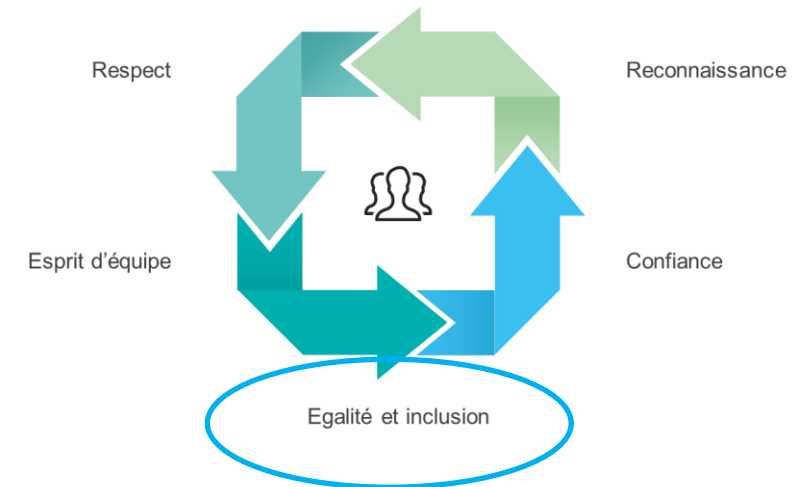 Respect
Reconnaissance
Esprit d’équipe
Confiance
Egalité et inclusion